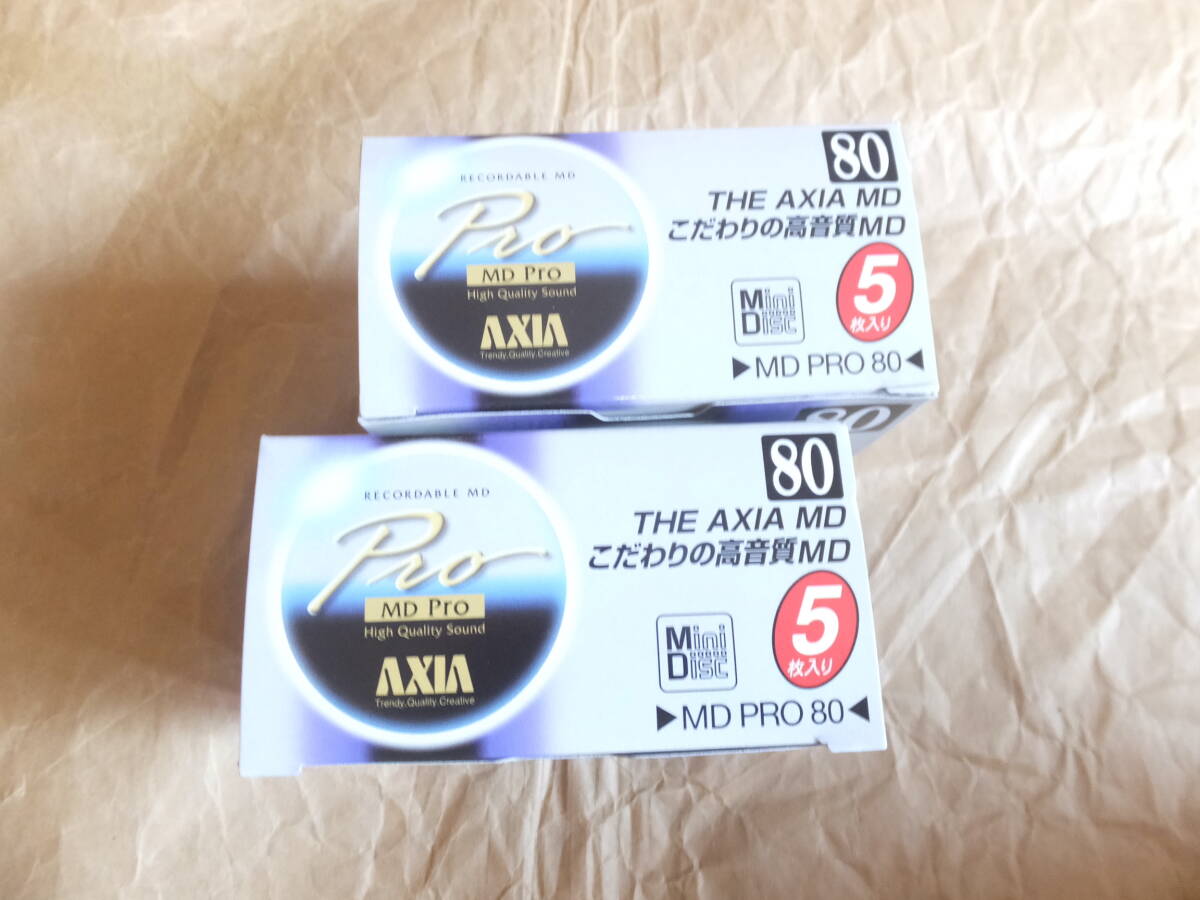 80
RECORDABLE MD
THE AXIA MD
Pro
こだわりの高音質MD
MD Pro
High Quality Sound
Mini
Disc
5
枚入り
AXIA
Trendy.Quality.Creative
MD PRO 80
80
80
RECORDABLE MD
THE AXIA MD
Pro
こだわりの高音質MD
MD Pro
High Quality Sound
Mini
Disc
5
枚入り
AXIA
Trendy.Quality.Creative
MD PRO 80